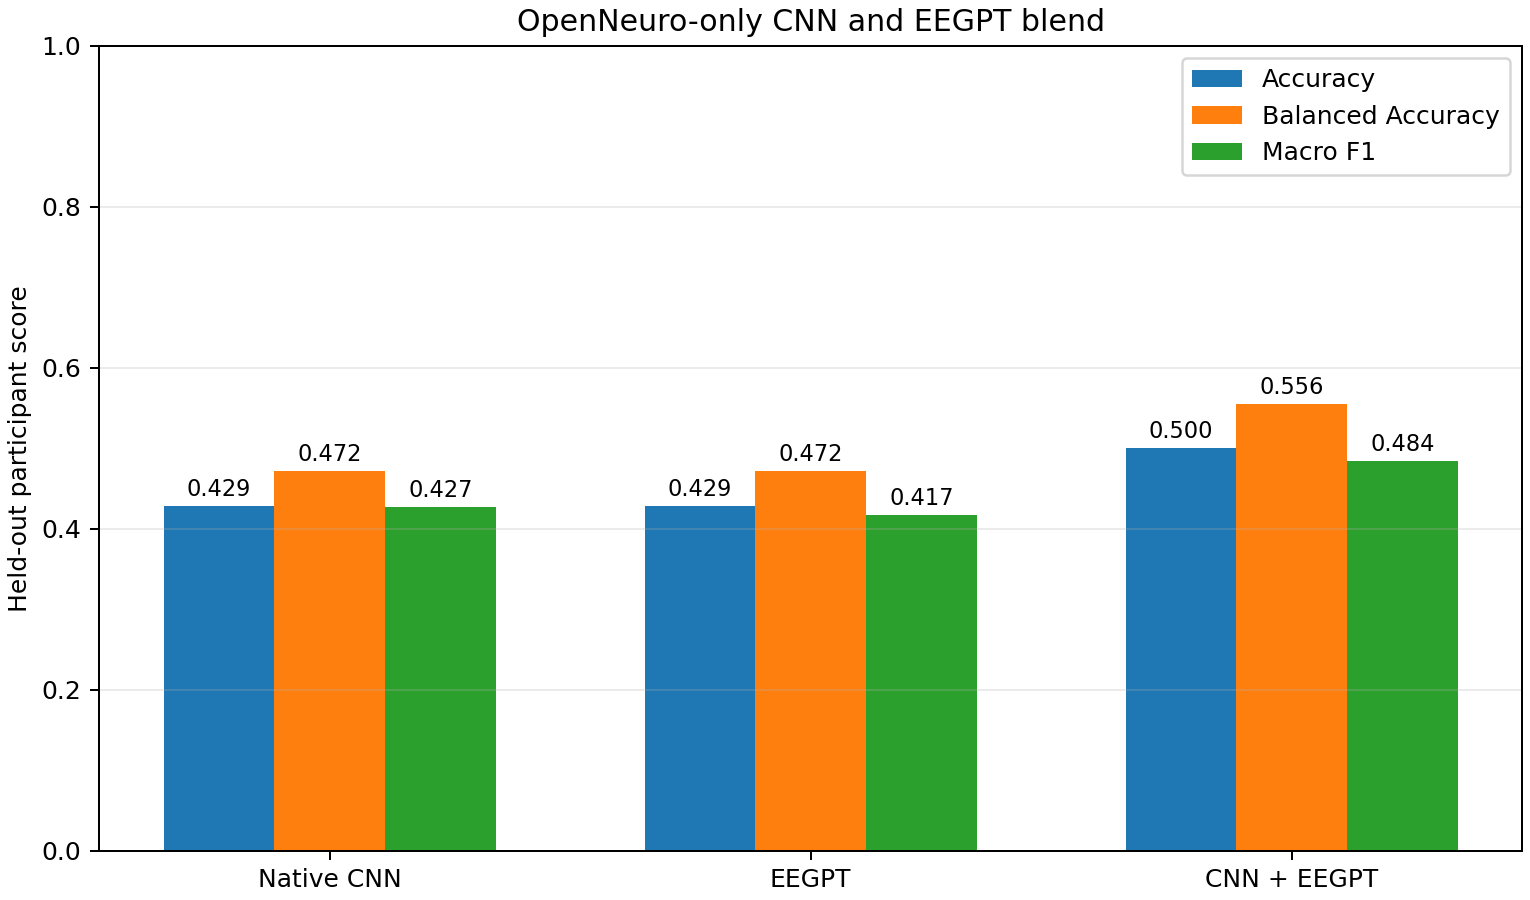 OpenNeuro-only CNN and EEGPT blend
Accuracy
Balanced Accuracy
Macro F1
Held-out participant score
1.0
0.8
0.6
0.4
0.2
0.0
0.429
0.472
0.427
0.429
0.472
0.417
0.500
0.556
0.484
Native CNN
EEGPT
CNN + EEGPT